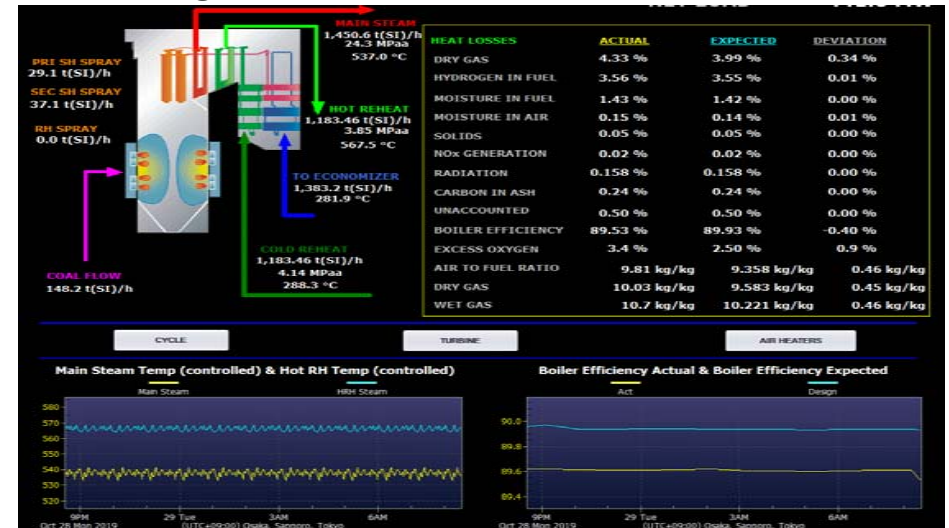 MAIN STEAM
1,450.6 t(SI)/h
24.3 MPaa
537.0 °C
PRI SH SPRAY
29.1 t(SI)/h
SEC SH SPRAY
37.1 t(SI)/h
RH SPRAY
0.0 t(SI)/h
HOT REHEAT
1,183.46 t(SI)/h
3.85 MPaa
567.5 °C
TO ECONOMIZER
1,383.2 t(SI)/h
281.9 °C
COLD REHEAT
1,183.46 t(SI)/h
4.14 MPaa
288.3 °C
COAL FLOW
148.2 t(SI)/h
HEAT LOSSES ACTUAL EXPECTED DEVIATION
DRY GAS 4.33 % 3.99 % 0.34 %
HYDROGEN IN FUEL 3.56 % 3.55 % 0.01 %
MOISTURE IN FUEL 1.43 % 1.42 % 0.00 %
MOISTURE IN AIR 0.15 % 0.14 % 0.01 %
SOLIDS 0.05 % 0.05 % 0.00 %
NOx GENERATION 0.02 % 0.02 % 0.00 %
RADIATION 0.158 % 0.158 % 0.00 %
CARBON IN ASH 0.24 % 0.24 % 0.00 %
UNACCOUNTED 0.50 % 0.50 % 0.00 %
BOILER EFFICIENCY 89.53 % 89.93 % -0.40 %
EXCESS OXYGEN 3.4 % 2.50 % 0.9 %
AIR TO FUEL RATIO 9.81 kg/kg 9.358 kg/kg 0.46 kg/kg
DRY GAS 10.03 kg/kg 9.583 kg/kg 0.45 kg/kg
WET GAS 10.7 kg/kg 10.221 kg/kg 0.46 kg/kg
CYCLE TURBINE AIR HEATERS
Main Steam Temp (controlled) & Hot RH Temp (controlled)
Main Steam HRH Steam
580
570
560
550
540
530
520
9PM 29 Tue 3AM 6AM
Oct 28 Mon 2019 (UTC+09:00) Osaka, Sapporo, Tokyo
Boiler Efficiency Actual & Boiler Efficiency Expected
Act Design
90.0
89.8
89.6
89.4
9PM 29 Tue 3AM 6AM
Oct 28 Mon 2019 (UTC+09:00) Osaka, Sapporo, Tokyo